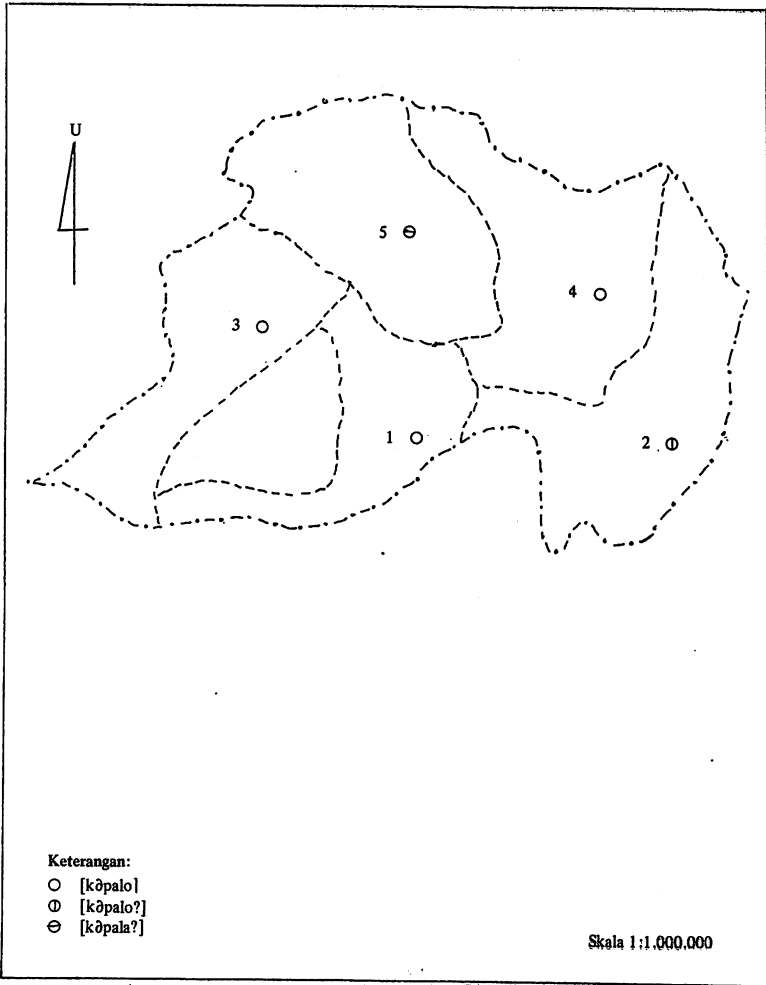 U
5
4
3
1
2
Keterangan:
○ [kəpalo]
⦶ [kəpalo?]
⊖ [kəpala?]
Skala 1:1.000.000